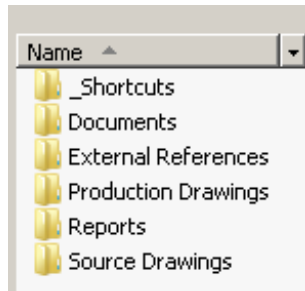 Name
_Shortcuts
Documents
External References
Production Drawings
Reports
Source Drawings